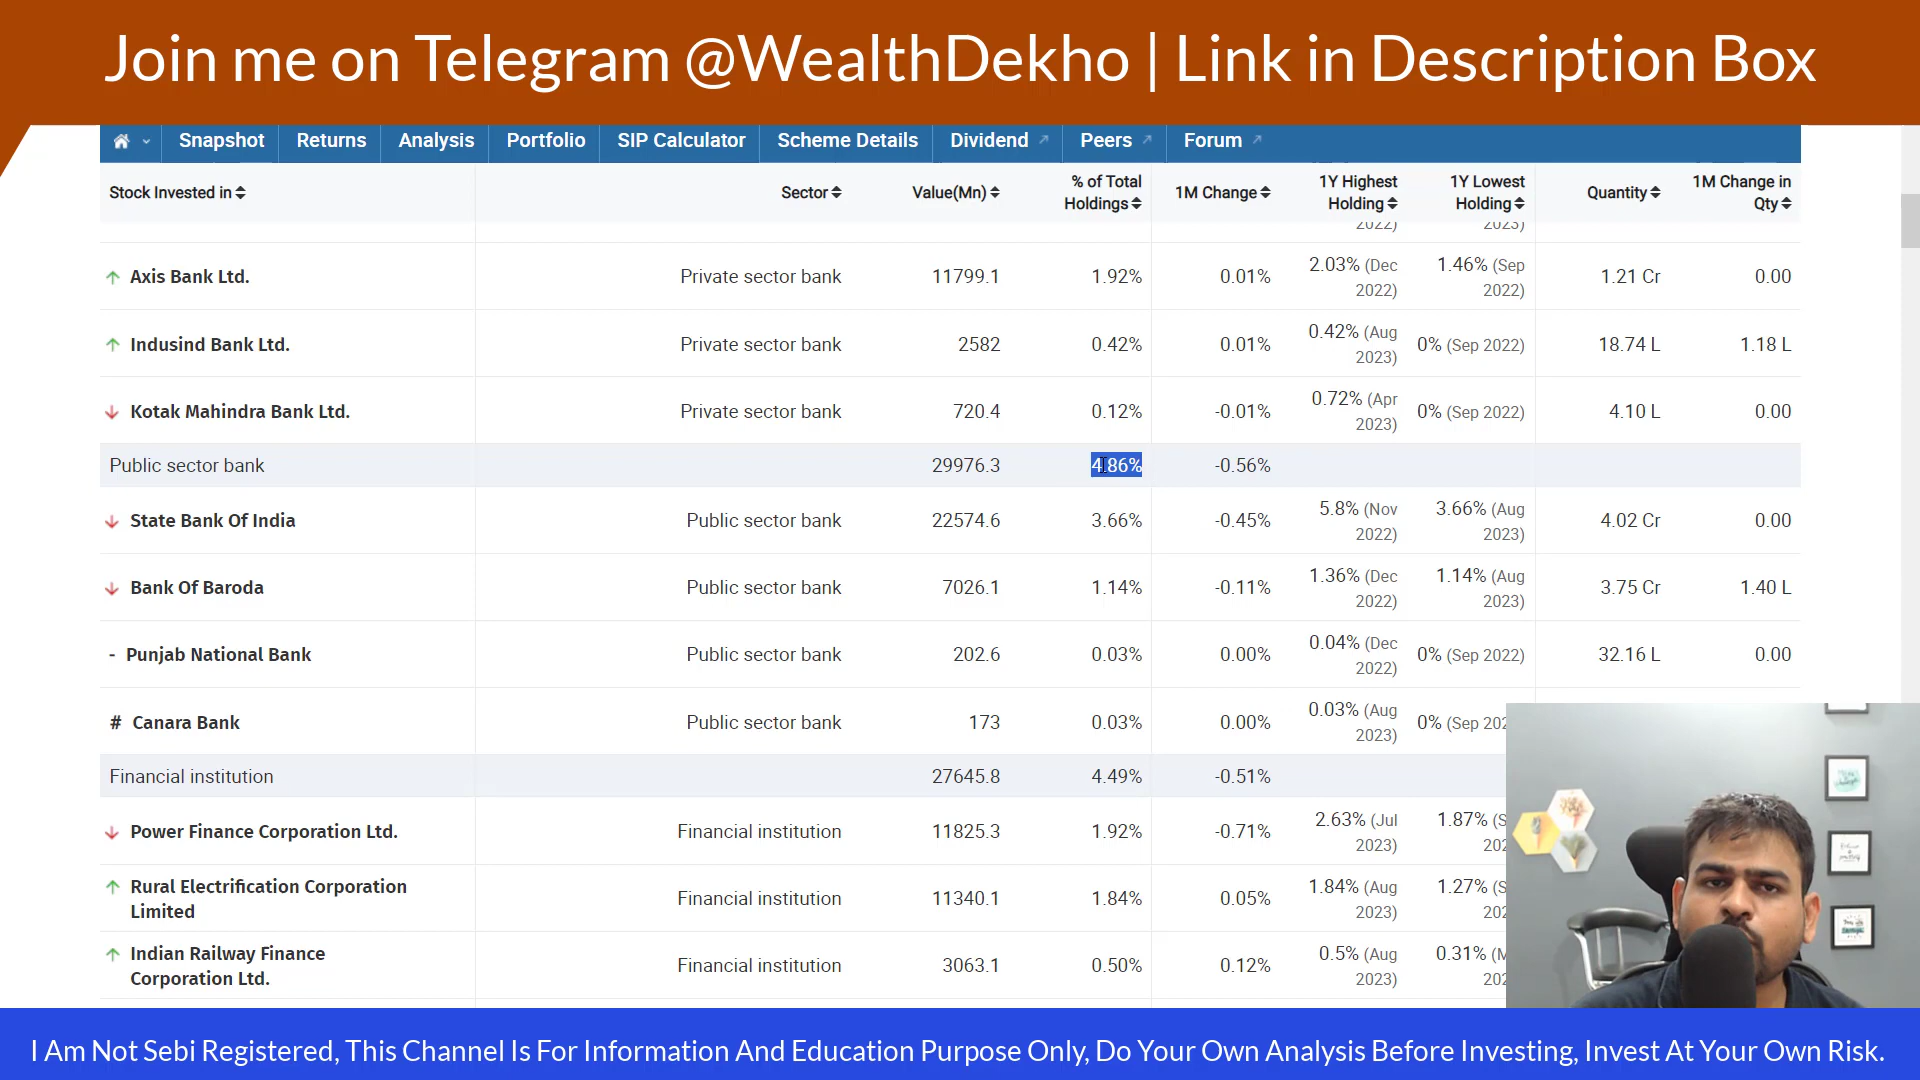 Join me on Telegram @WealthDekho | Link in Description Box
Snapshot Returns Analysis Portfolio SIP Calculator Scheme Details Dividend Peers Forum
Stock Invested in Sector Value(Mn) % of Total Holdings 1M Change 1Y Highest Holding 1Y Lowest Holding Quantity 1M Change in Qty
2022) 2023)
Axis Bank Ltd. Private sector bank 11799.1 1.92% 0.01% 2.03% (Dec 2022) 1.46% (Sep 2022) 1.21 Cr 0.00
Indusind Bank Ltd. Private sector bank 2582 0.42% 0.01% 0.42% (Aug 2023) 0% (Sep 2022) 18.74 L 1.18 L
Kotak Mahindra Bank Ltd. Private sector bank 720.4 0.12% -0.01% 0.72% (Apr 2023) 0% (Sep 2022) 4.10 L 0.00
Public sector bank 29976.3 4.86% -0.56%
State Bank Of India Public sector bank 22574.6 3.66% -0.45% 5.8% (Nov 2022) 3.66% (Aug 2023) 4.02 Cr 0.00
Bank Of Baroda Public sector bank 7026.1 1.14% -0.11% 1.36% (Dec 2022) 1.14% (Aug 2023) 3.75 Cr 1.40 L
- Punjab National Bank Public sector bank 202.6 0.03% 0.00% 0.04% (Dec 2022) 0% (Sep 2022) 32.16 L 0.00
# Canara Bank Public sector bank 173 0.03% 0.00% 0.03% (Aug 2023) 0% (Sep 202
Financial institution 27645.8 4.49% -0.51%
Power Finance Corporation Ltd. Financial institution 11825.3 1.92% -0.71% 2.63% (Jul 2023) 1.87% (S 202
Rural Electrification Corporation Limited Financial institution 11340.1 1.84% 0.05% 1.84% (Aug 2023) 1.27% (S 202
Indian Railway Finance Corporation Ltd. Financial institution 3063.1 0.50% 0.12% 0.5% (Aug 2023) 0.31% (M 202
I Am Not Sebi Registered, This Channel Is For Information And Education Purpose Only, Do Your Own Analysis Before Investing, Invest At Your Own Risk.